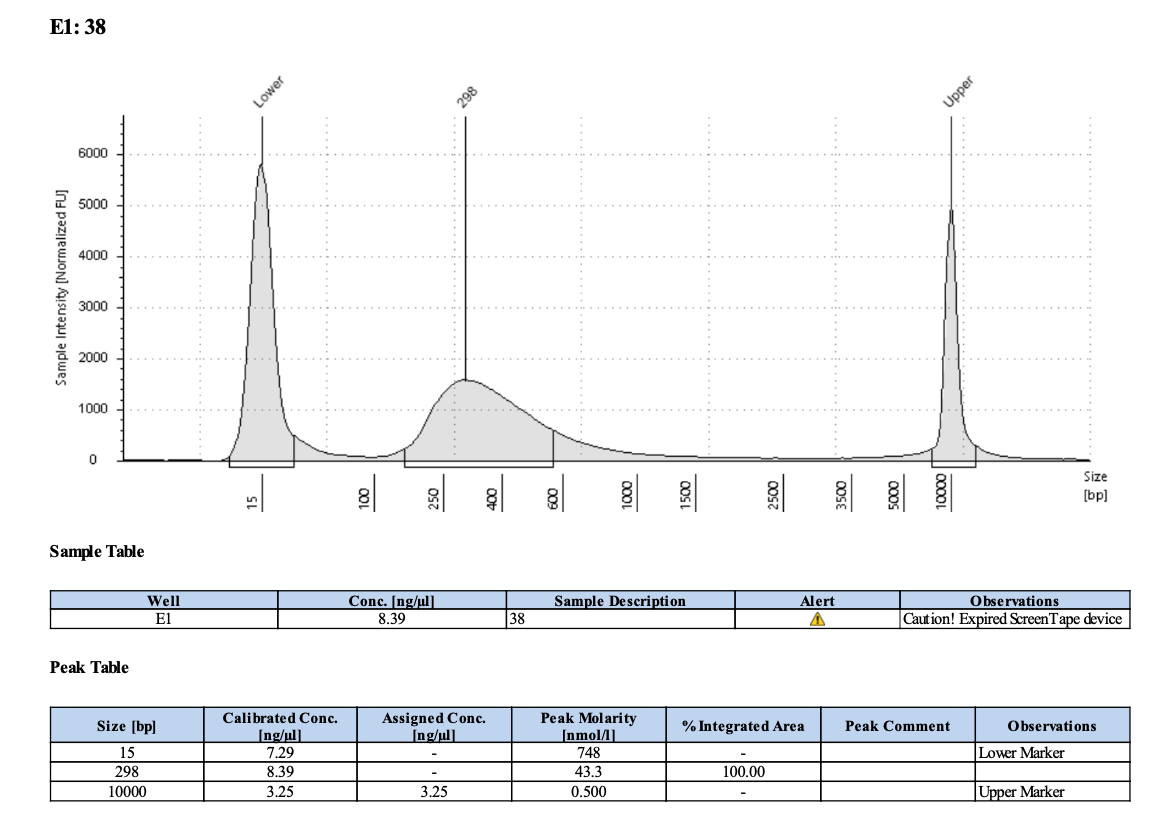 E1: 38
Lower
298
Upper
Sample Intensity [Normalized FU]
6000
5000
4000
3000
2000
1000
0
15
100
250
400
600
1000
1500
2500
3500
5000
10000
Size
[bp]
Sample Table
Well Conc. [ng/µl] Sample Description Alert Observations
E1 8.39 38 Caution! Expired ScreenTape device
Peak Table
Size [bp] Calibrated Conc. [ng/µl] Assigned Conc. [ng/µl] Peak Molarity [nmol/l] % Integrated Area Peak Comment Observations
15 7.29 - 748 - Lower Marker
298 8.39 - 43.3 100.00
10000 3.25 3.25 0.500 - Upper Marker